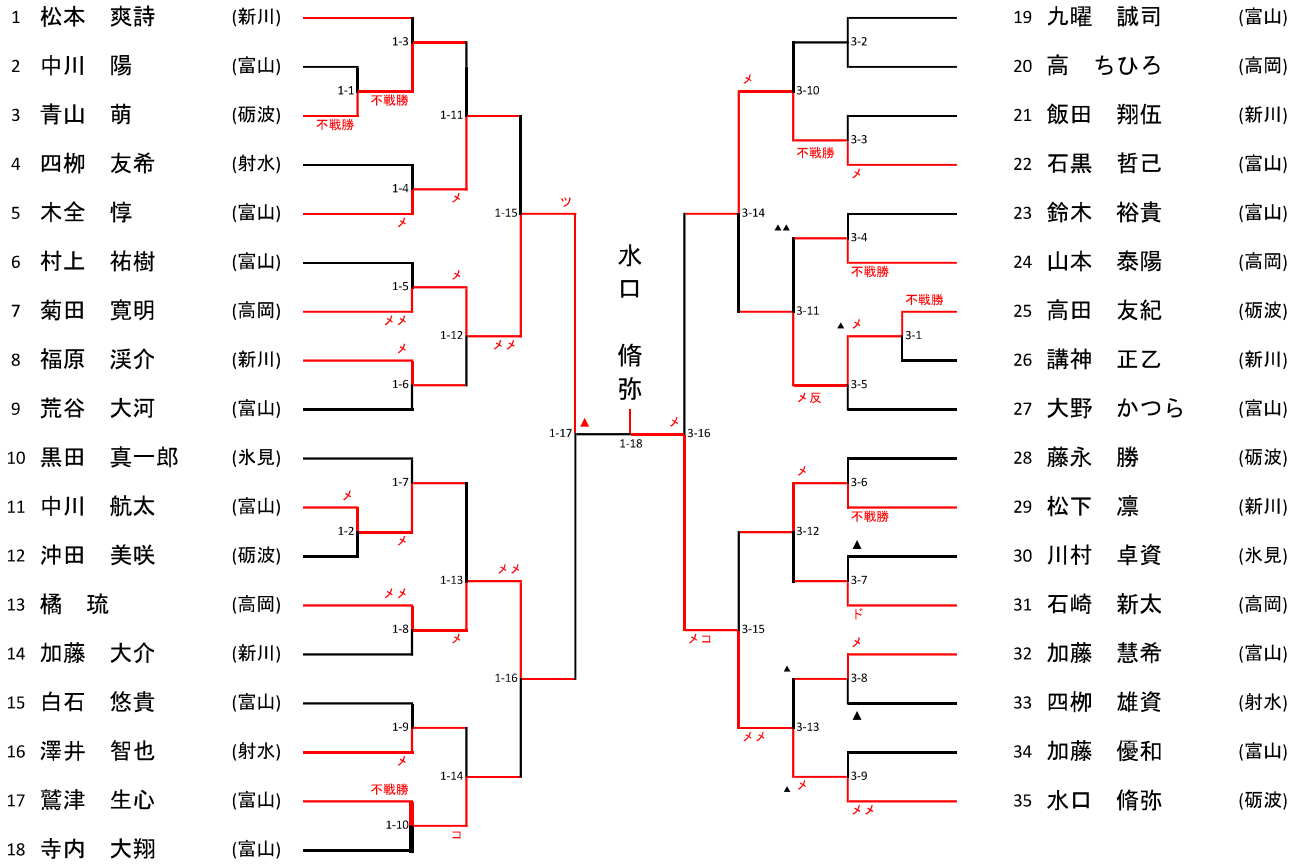 1 松本 爽詩 (新川)
2 中川 陽 (富山)
3 青山 萌 (砺波)
4 四栁 友希 (射水)
5 木全 惇 (富山)
6 村上 祐樹 (富山)
7 菊田 寛明 (高岡)
8 福原 渓介 (新川)
9 荒谷 大河 (富山)
10 黒田 真一郎 (氷見)
11 中川 航太 (富山)
12 沖田 美咲 (砺波)
13 橘 琉 (高岡)
14 加藤 大介 (新川)
15 白石 悠貴 (富山)
16 澤井 智也 (射水)
17 鷲津 生心 (富山)
18 寺内 大翔 (富山)
1-3
1-1
不戦勝
不戦勝
1-11
1-4
メ
メ
1-15
ツ
1-5
メ
メメ
1-12
メメ
メ
1-6
1-17
▲
1-7
メ
1-2
メ
1-13
メメ
メメ
1-8
メ
1-16
1-9
メ
1-14
不戦勝
1-10
コ
水口 脩弥
1-18
メ
3-16
3-2
メ
3-10
3-3
不戦勝
メ
3-14
▲▲
3-4
不戦勝
不戦勝
3-11
▲
メ
3-1
3-5
メ反
メ
3-6
不戦勝
3-12
▲
3-7
ド
3-15
メコ
メ
▲
3-8
▲
3-13
メメ
3-9
メ
▲
メメ
19 九曜 誠司 (富山)
20 高 ちひろ (高岡)
21 飯田 翔伍 (新川)
22 石黒 哲己 (富山)
23 鈴木 裕貴 (富山)
24 山本 泰陽 (高岡)
25 高田 友紀 (砺波)
26 講神 正乙 (新川)
27 大野 かつら (富山)
28 藤永 勝 (砺波)
29 松下 凛 (新川)
30 川村 卓資 (氷見)
31 石崎 新太 (高岡)
32 加藤 慧希 (富山)
33 四栁 雄資 (射水)
34 加藤 優和 (富山)
35 水口 脩弥 (砺波)